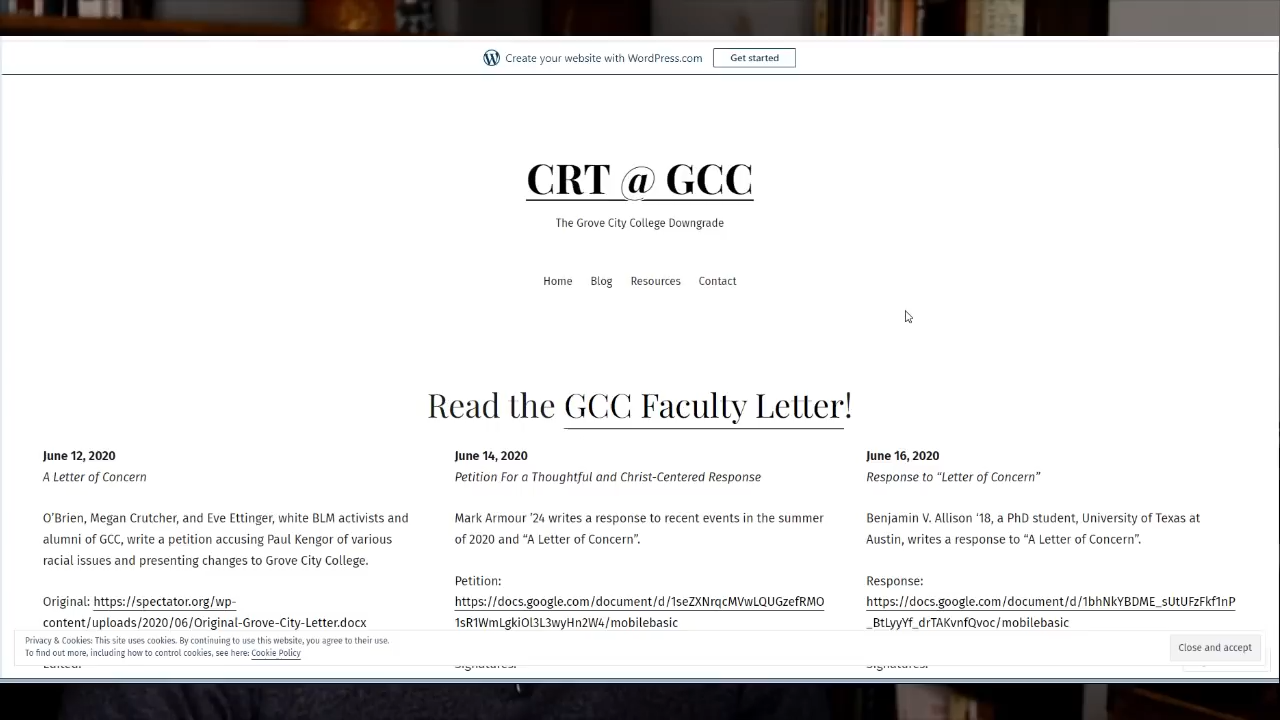 Create your website with WordPress.com
Get started
CRT @ GCC
The Grove City College Downgrade
Home Blog Resources Contact
Read the GCC Faculty Letter!
June 12, 2020
A Letter of Concern
O'Brien, Megan Crutcher, and Eve Ettinger, white BLM activists and
alumni of GCC, write a petition accusing Paul Kengor of various
racial issues and presenting changes to Grove City College.
Original: https://spectator.org/wp-
content/uploads/2020/06/Original-Grove-City-Letter.docx
June 14, 2020
Petition For a Thoughtful and Christ-Centered Response
Mark Armour '24 writes a response to recent events in the summer
of 2020 and “A Letter of Concern”.
Petition:
https://docs.google.com/document/d/1seZXNrqcMVwLQUGzefRMO
1sR1WmLgkiOl3L3wyHn2W4/mobilebasic
Signatures:
June 16, 2020
Response to “Letter of Concern”
Benjamin V. Allison ‘18, a PhD student, University of Texas at
Austin, writes a response to “A Letter of Concern”.
Response:
https://docs.google.com/document/d/1bhNkYBDME_sUtUFzFkf1nP
_BtLyyYf_drTAKvnfQvoc/mobilebasic
Signatures:
Privacy & Cookies: This site uses cookies. By continuing to use this website, you agree to their use.
To find out more, including how to control cookies, see here: Cookie Policy
Close and accept